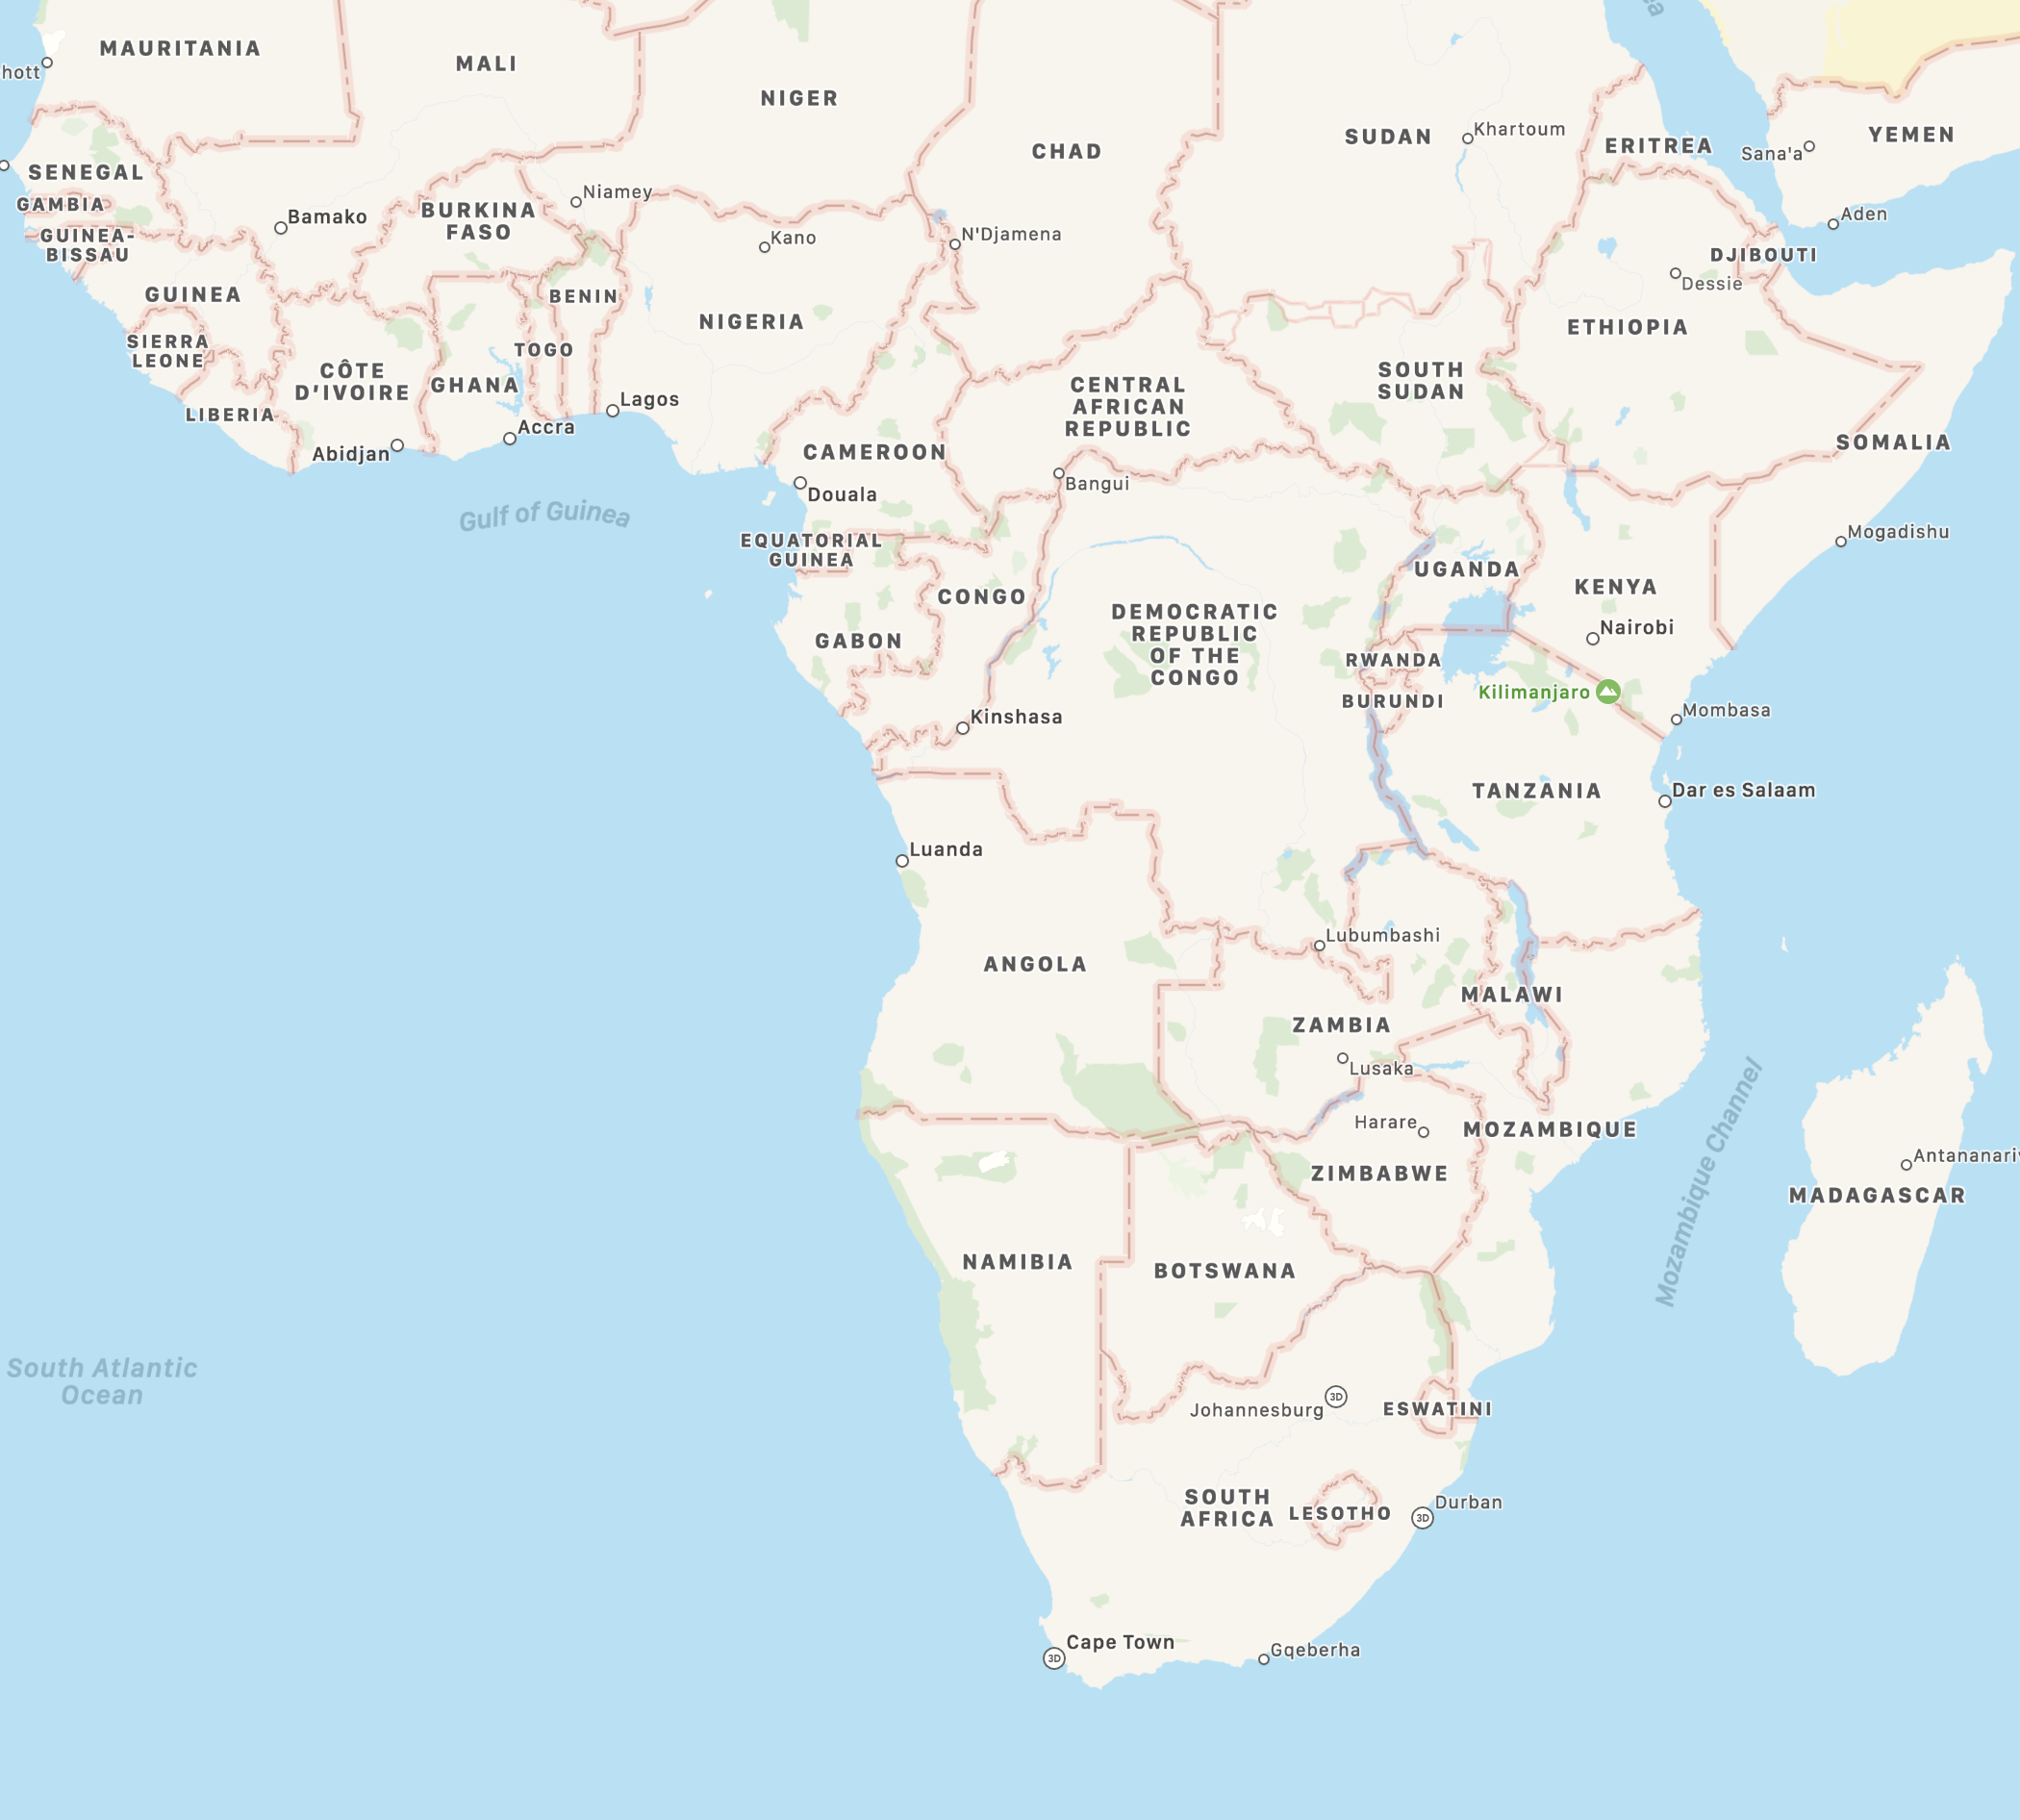 MAURITANIA
hott
MALI
NIGER
CHAD
SUDAN
Khartoum
ERITREA
Sana'a
YEMEN
SENEGAL
GAMBIA
GUINEA-
BISSAU
Bamako
BURKINA
FASO
Niamey
Kano
N'Djamena
Aden
DJIBOUTI
Dessie
GUINEA
BENIN
NIGERIA
ETHIOPIA
SIERRA
LEONE
CÔTE
D'IVOIRE
GHANA
TOGO
LIBERIA
Abidjan
Accra
Lagos
CENTRAL
AFRICAN
REPUBLIC
SOUTH
SUDAN
SOMALIA
CAMEROON
Douala
Bangui
Gulf of Guinea
Mogadishu
EQUATORIAL
GUINEA
CONGO
GABON
DEMOCRATIC
REPUBLIC
OF THE
CONGO
UGANDA
KENYA
Nairobi
RWANDA
BURUNDI
Kilimanjaro
Mombasa
Kinshasa
TANZANIA
Dar es Salaam
Luanda
Lubumbashi
ANGOLA
MALAWI
ZAMBIA
Lusaka
Harare
MOZAMBIQUE
ZIMBABWE
Mozambique Channel
Antananariv
MADAGASCAR
NAMIBIA
BOTSWANA
South Atlantic
Ocean
3D
Johannesburg
ESWATINI
SOUTH
AFRICA
LESOTHO
3D
Durban
3D
Cape Town
Gqeberha